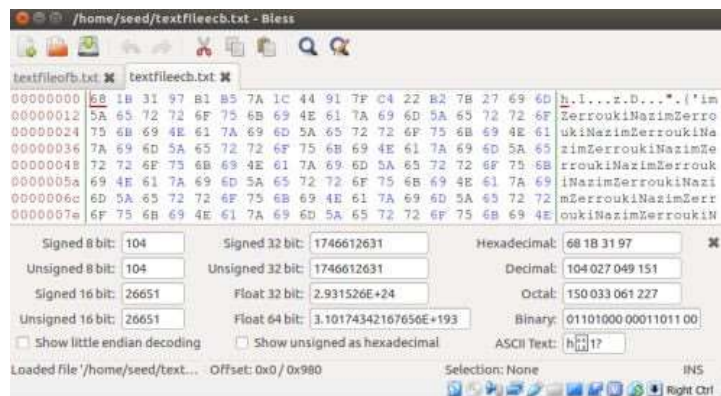 /home/seed/textfileecb.txt - Bless
textfileofb.txt textfileecb.txt
00000000 68 1B 31 97 B1 B5 7A 1C 44 91 7F C4 22 B2 7B 27 69 6D h.1...z.D...".{'im
00000012 5A 65 72 72 6F 75 6B 69 4E 61 7A 69 6D 5A 65 72 72 6F ZerroukiNazimZerro
00000024 75 6B 69 4E 61 7A 69 6D 5A 65 72 72 6F 75 6B 69 4E 61 ukiNazimZerroukiNa
00000036 7A 69 6D 5A 65 72 72 6F 75 6B 69 4E 61 7A 69 6D 5A 65 zimZerroukiNazimZe
00000048 72 72 6F 75 6B 69 4E 61 7A 69 6D 5A 65 72 72 6F 75 6B rroukiNazimZerrouk
0000005a 69 4E 61 7A 69 6D 5A 65 72 72 6F 75 6B 69 4E 61 7A 69 iNazimZerroukiNazi
0000006c 6D 5A 65 72 72 6F 75 6B 69 4E 61 7A 69 6D 5A 65 72 72 mZerroukiNazimZerr
0000007e 6F 75 6B 69 4E 61 7A 69 6D 5A 65 72 72 6F 75 6B 69 4E oukiNazimZerroukiN
Signed 8 bit: 104 Signed 32 bit: 1746612631 Hexadecimal: 68 1B 31 97
Unsigned 8 bit: 104 Unsigned 32 bit: 1746612631 Decimal: 104 027 049 151
Signed 16 bit: 26651 Float 32 bit: 2.931526E+24 Octal: 150 033 061 227
Unsigned 16 bit: 26651 Float 64 bit: 3.10174342167656E+193 Binary: 01101000 00011011 00
Show little endian decoding Show unsigned as hexadecimal ASCII Text: h1?
Loaded file '/home/seed/text... Offset: 0x0 / 0x980 Selection: None INS
Right Ctrl